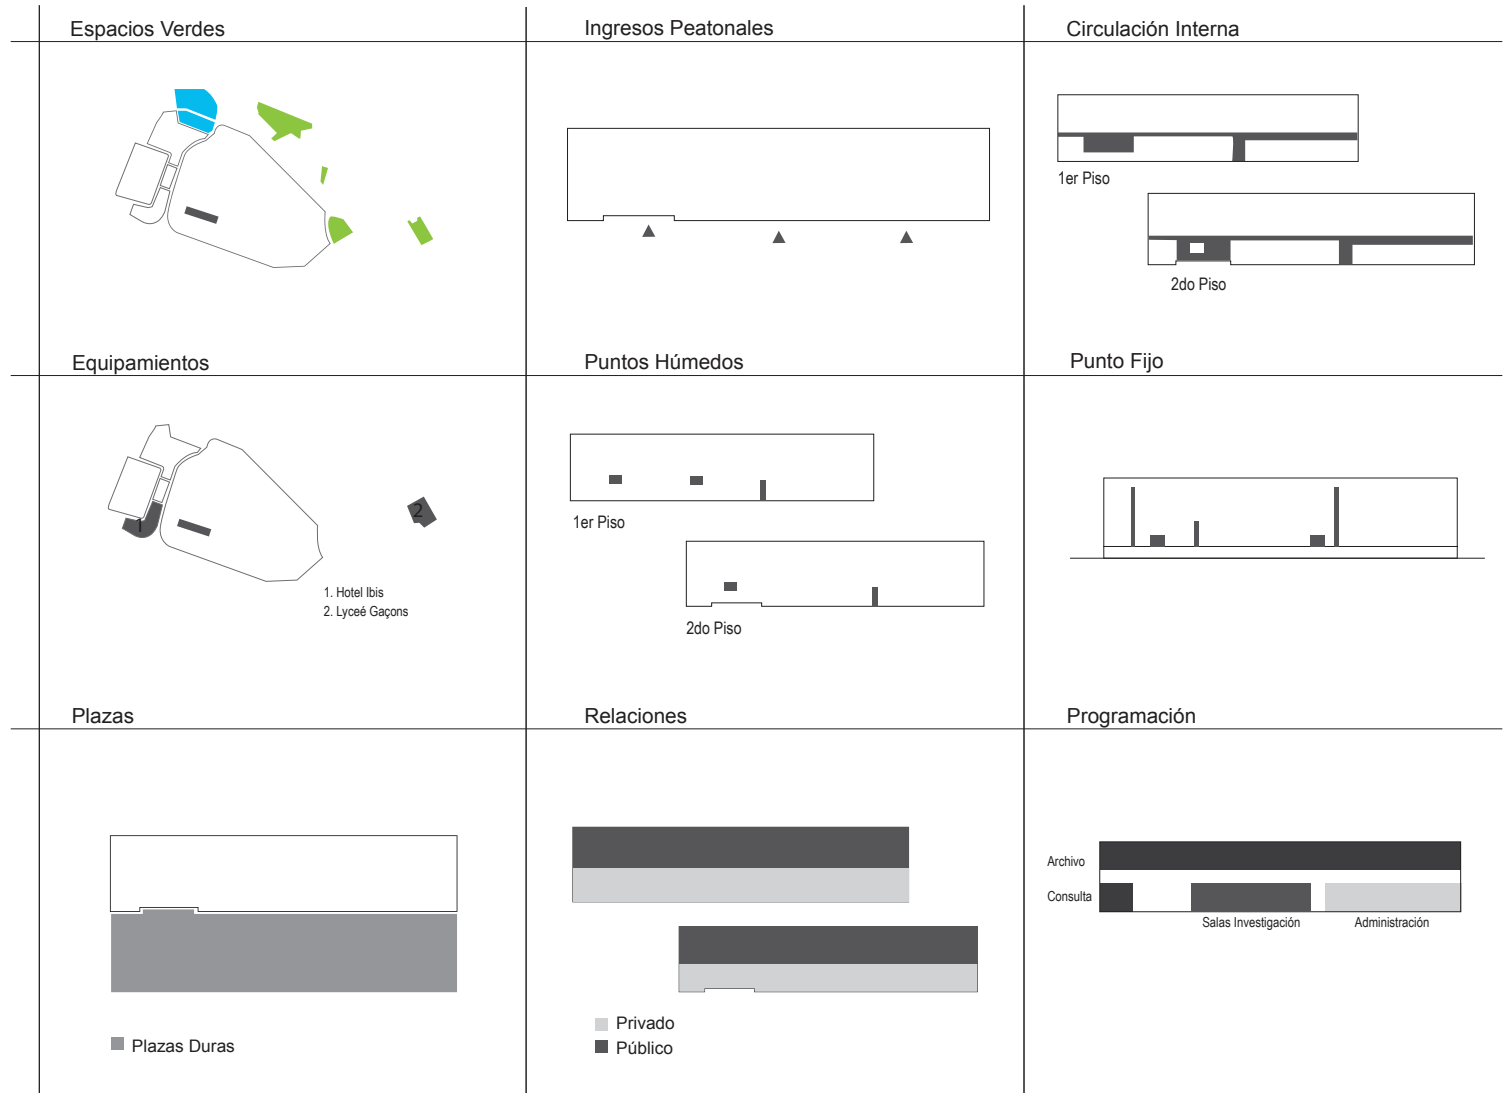 Espacios Verdes
Ingresos Peatonales
Circulación Interna
1er Piso
2do Piso
Equipamientos
1
2
1. Hotel Ibis
2. Lyceé Gaçons
Puntos Húmedos
1er Piso
2do Piso
Punto Fijo
Plazas
Plazas Duras
Relaciones
Privado
Público
Programación
Archivo
Consulta
Salas Investigación
Administración